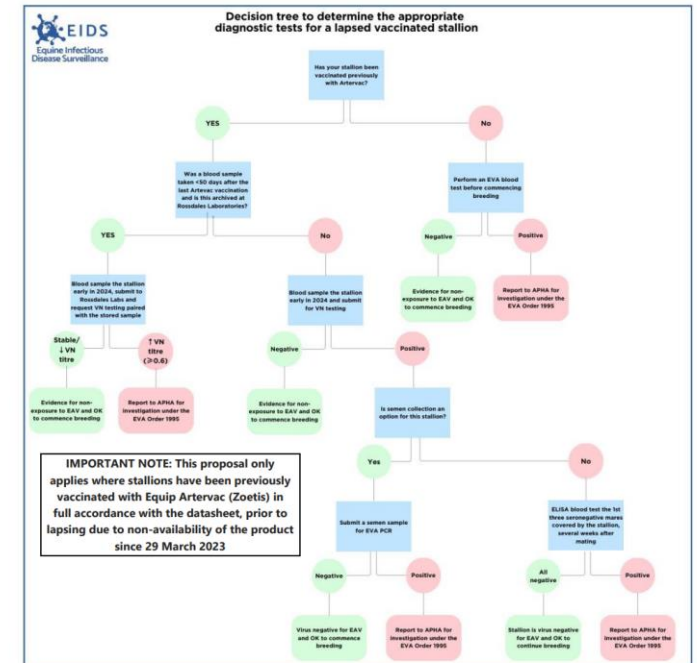 EIDS
Equine Infectious
Disease Surveillance
Decision tree to determine the appropriate
diagnostic tests for a lapsed vaccinated stallion
Has your stallion been
vaccinated previously
with Artervac?
YES
No
Was a blood sample
taken <50 days after the
last Artevac vaccination
and is this archived at
Rossdales Laboratories?
Perform an EVA blood
test before commencing
breeding
YES
No
Negative
Positive
Blood sample the stallion
early in 2024, submit to
Rossdales Labs and
request VN testing paired
with the stored sample
Blood sample the stallion
early in 2024 and submit
for VN testing
Evidence for non-
exposure to EAV and OK
to commence breeding
Report to APHA for
investigation under the
EVA Order 1995
Stable/
↓ VN
titre
↑ VN
titre
(≥0.6)
Negative
Positive
Evidence for non-
exposure to EAV and OK
to commence breeding
Report to APHA for
investigation under the
EVA Order 1995
Evidence for non-
exposure to EAV and OK
to commence breeding
Is semen collection an
option for this stallion?
IMPORTANT NOTE: This proposal only
applies where stallions have been previously
vaccinated with Equip Artervac (Zoetis) in
full accordance with the datasheet, prior to
lapsing due to non-availability of the product
since 29 March 2023
Yes
No
Submit a semen sample
for EVA PCR
ELISA blood test the 1st
three seronegative mares
covered by the stallion,
several weeks after
mating
Negative
Positive
All
negative
Positive
Virus negative for EAV
and OK to commence
breeding
Report to APHA for
investigation under the
EVA Order 1995
Stallion is virus negative
for EAV and OK to
continue breeding
Report to APHA for
investigation under the
EVA Order 1995